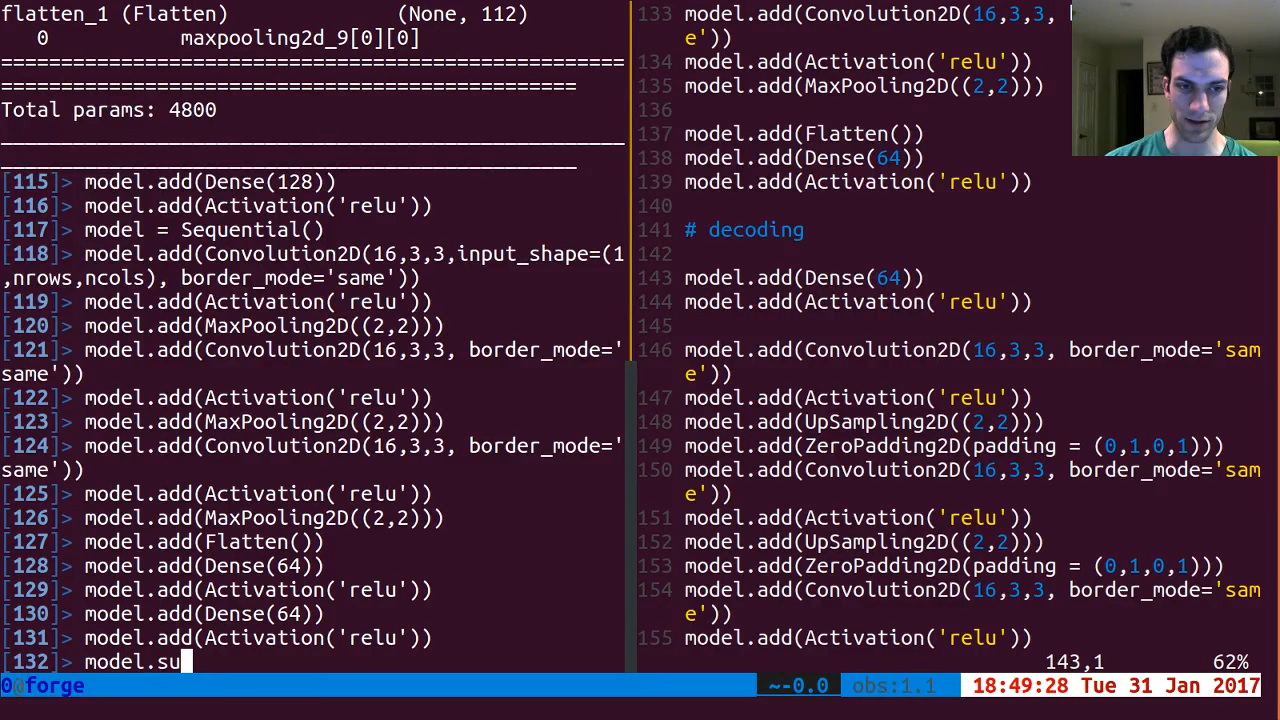 flatten_1 (Flatten)              (None, 112)
   0           maxpooling2d_9[0][0]
====================================================
================================================
Total params: 4800
____________________________________________________
________________________________________________
[115]> model.add(Dense(128))
[116]> model.add(Activation('relu'))
[117]> model = Sequential()
[118]> model.add(Convolution2D(16,3,3,input_shape=(1
,nrows,ncols), border_mode='same'))
[119]> model.add(Activation('relu'))
[120]> model.add(MaxPooling2D((2,2)))
[121]> model.add(Convolution2D(16,3,3, border_mode='
same'))
[122]> model.add(Activation('relu'))
[123]> model.add(MaxPooling2D((2,2)))
[124]> model.add(Convolution2D(16,3,3, border_mode='
same'))
[125]> model.add(Activation('relu'))
[126]> model.add(MaxPooling2D((2,2)))
[127]> model.add(Flatten())
[128]> model.add(Dense(64))
[129]> model.add(Activation('relu'))
[130]> model.add(Dense(64))
[131]> model.add(Activation('relu'))
[132]> model.su
133 model.add(Convolution2D(16,3,3,
e'))
134 model.add(Activation('relu'))
135 model.add(MaxPooling2D((2,2)))
136
137 model.add(Flatten())
138 model.add(Dense(64))
139 model.add(Activation('relu'))
140
141 # decoding
142
143 model.add(Dense(64))
144 model.add(Activation('relu'))
145
146 model.add(Convolution2D(16,3,3, border_mode='sam
e'))
147 model.add(Activation('relu'))
148 model.add(UpSampling2D((2,2)))
149 model.add(ZeroPadding2D(padding = (0,1,0,1)))
150 model.add(Convolution2D(16,3,3, border_mode='sam
e'))
151 model.add(Activation('relu'))
152 model.add(UpSampling2D((2,2)))
153 model.add(ZeroPadding2D(padding = (0,1,0,1)))
154 model.add(Convolution2D(16,3,3, border_mode='sam
e'))
155 model.add(Activation('relu'))
143,1 62%
0@forge ~-0.0 obs:1.1 18:49:28 Tue 31 Jan 2017